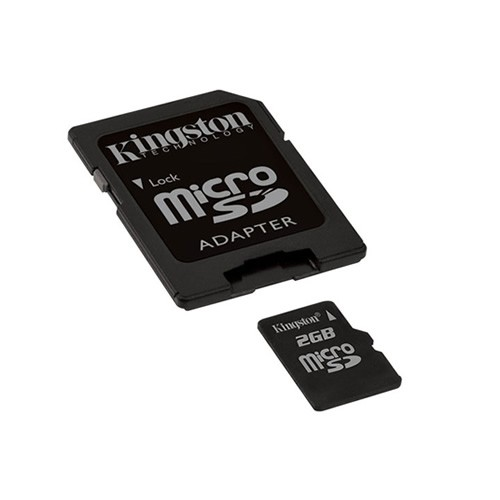 Kingston
TECHNOLOGY
Lock
micro
SD
ADAPTER
Kingston
2GB
micro
SD